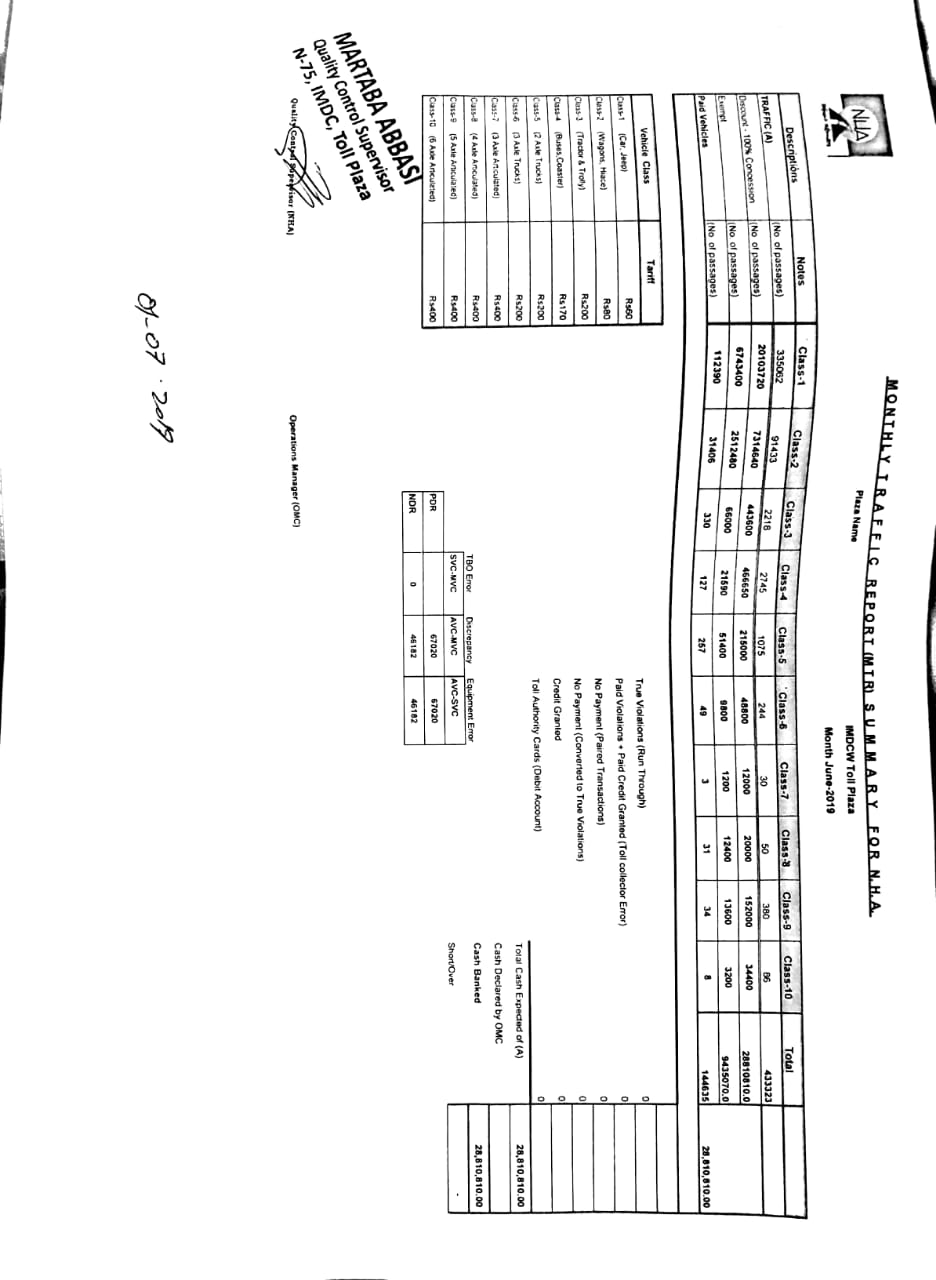 NHA
MONTHLY TRAFFIC REPORT (MTR) SUMMARY FOR N.H.A.
Plaza Name IMDCW Toll Plaza
Month June-2019
Descriptions Notes Class-1 Class-2 Class-3 Class-4 Class-5 Class-6 Class-7 Class-8 Class-9 Class-10 Total
TRAFFIC (A) (No of passages) 335062 91433 2218 2745 1075 244 30 50 380 86 433323
Discount - 100% Concession (No of passages) 20103720 7314640 443600 466650 215000 48800 12000 20000 152000 34400 28810810.0
Exempt (No of passages) 6743400 2512480 66000 21590 51400 9800 1200 12400 13600 3200 9435070.0
Paid Vehicles (No of passages) 112390 31406 330 127 257 49 3 31 34 8 144635 28,810,810.00
Vehicle Class Tariff
Class-1 (Car, Jeep) Rs60
Class-2 (Wagons, Hiace) Rs80
Class-3 (Tractor & Trolly) Rs200
Class-4 (Buses,Coaster) Rs170
Class-5 (2 Axle Trucks) Rs200
Class-6 (3 Axle Trucks) Rs200
Class-7 (3 Axle Articulated) Rs400
Class-8 (4 Axle Articulated) Rs400
Class-9 (5 Axle Articulated) Rs400
Class-10 (6 Axle Articulated) Rs400
True Violations (Run Through) 0
Paid Violations + Paid Credit Granted (Toll collector Error) 0
No Payment (Paired Transactions) 0
No Payment (Converted to True Violations) 0
Credit Granted 0
Toll Authority Cards (Debit Account) 0
Total Cash Expected of (A) 28,810,810.00
Cash Declared by OMC
Cash Banked 28,810,810.00
Short/Over -
TBO Error Discrepancy Equipment Error
SVC-MVC AVC-MVC AVC-SVC
PDR 67020 67020
NDR 0 46182 46182
MARTABA ABBASI
Quality Control Supervisor
N-75, IMDC, Toll Plaza
Quality Control Supervisor (NHA) Operations Manager (OMC)
01-07-2019